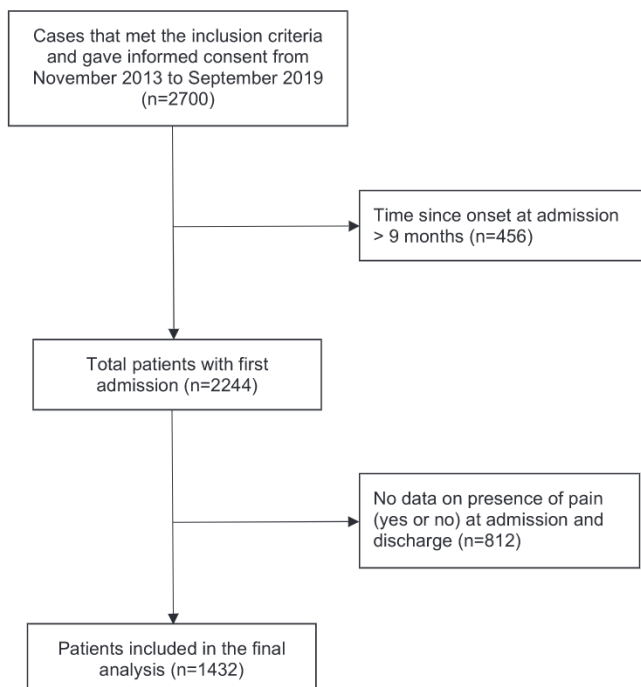 Cases that met the inclusion criteria
and gave informed consent from
November 2013 to September 2019
(n=2700)
Time since onset at admission
> 9 months (n=456)
Total patients with first
admission (n=2244)
No data on presence of pain
(yes or no) at admission and
discharge (n=812)
Patients included in the final
analysis (n=1432)